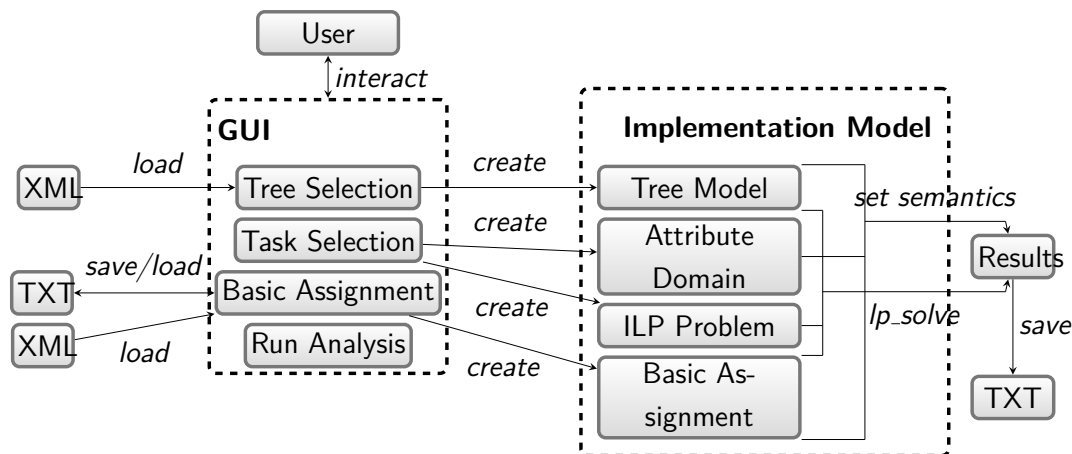 User
interact
GUI
Implementation Model
load
create
XML
Tree Selection
Tree Model
set semantics
create
Task Selection
Attribute
Domain
Results
save/load
TXT
Basic Assignment
create
ILP Problem
lp_solve
save
XML
load
Run Analysis
create
Basic As-
signment
TXT